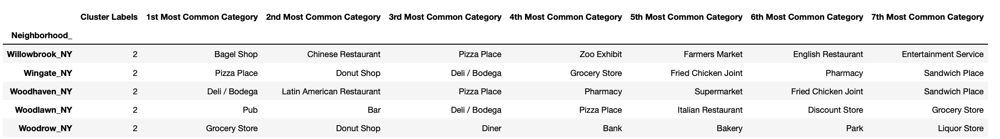 Cluster Labels 1st Most Common Category 2nd Most Common Category 3rd Most Common Category 4th Most Common Category 5th Most Common Category 6th Most Common Category 7th Most Common Category
Neighborhood_
Willowbrook_NY 2 Bagel Shop Chinese Restaurant Pizza Place Zoo Exhibit Farmers Market English Restaurant Entertainment Service
Wingate_NY 2 Pizza Place Donut Shop Deli / Bodega Grocery Store Fried Chicken Joint Pharmacy Sandwich Place
Woodhaven_NY 2 Deli / Bodega Latin American Restaurant Pizza Place Pharmacy Supermarket Fried Chicken Joint Sandwich Place
Woodlawn_NY 2 Pub Bar Deli / Bodega Pizza Place Italian Restaurant Discount Store Grocery Store
Woodrow_NY 2 Grocery Store Donut Shop Diner Bank Bakery Park Liquor Store